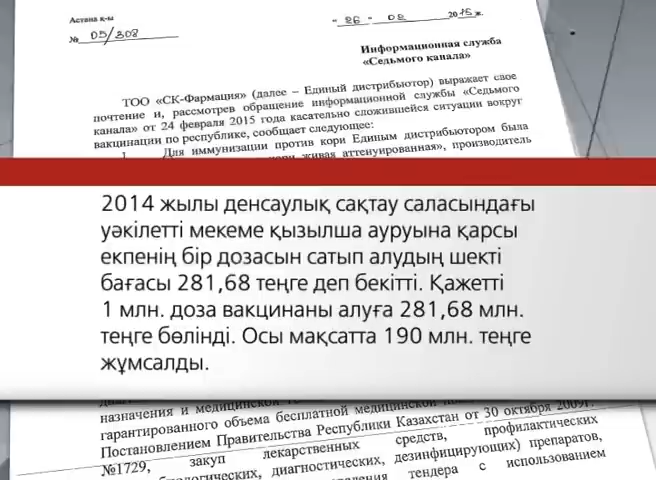 Астана қ-ы
№ 05/308
" 26 " 02 2015 ж.
Информационная служба
«Седьмого канала»
ТОО «СК-Фармация» (далее – Единый дистрибьютор) выражает свое
почтение и, рассмотрев обращение информационной службы «Седьмого
канала» от 24 февраля 2015 года касательно сложившейся ситуации вокруг
вакцинации по республике, сообщает следующее:
1. Для иммунизации против кори Единым дистрибьютором была
живая аттенуированная», производитель
2014 жылы денсаулық сақтау саласындағы
уәкілетті мекеме қызылша ауруына қарсы
екпенің бір дозасын сатып алудың шекті
бағасы 281,68 теңге деп бекітті. Қажетті
1 млн. доза вакцинаны алуға 281,68 млн.
теңге бөлінді. Осы мақсатта 190 млн. теңге
жұмсалды.
назначения и медицинской
гарантированного объема бесплатной медицинской
Постановлением Правительства Республики Казахстан от 30 октября 2009г.
№1729, закуп лекарственных средств, профилактических
диагностических, дезинфицирующих) препаратов,
тендера с использованием